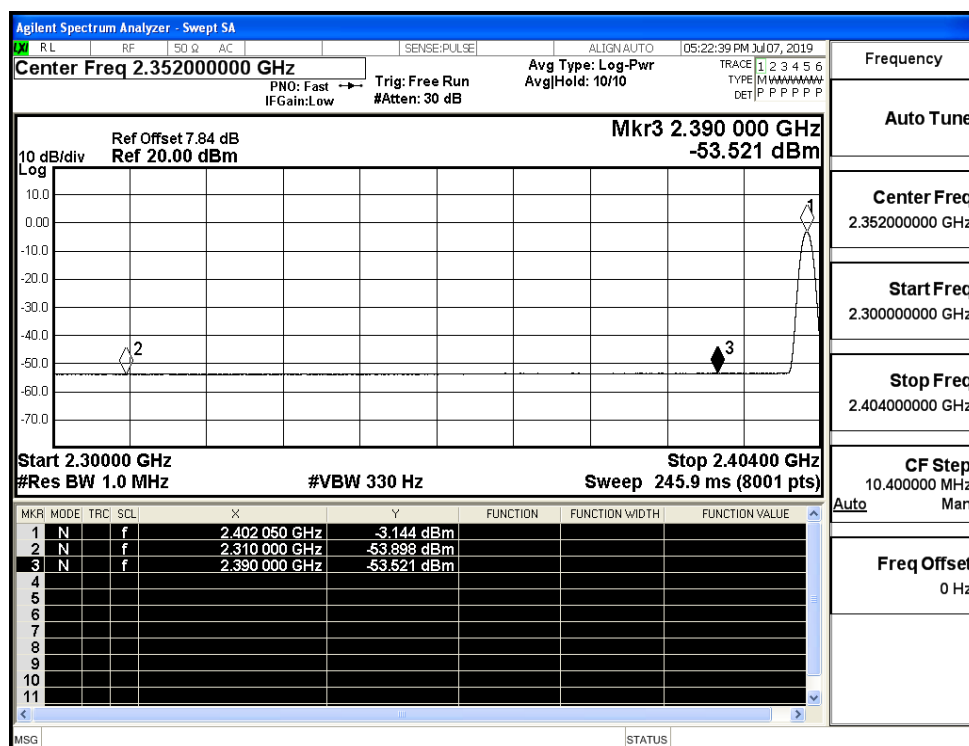 Agilent Spectrum Analyzer - Swept SA
LXI RL RF 50 Ω AC SENSE:PULSE ALIGN AUTO 05:22:39 PM Jul 07, 2019
Center Freq 2.352000000 GHz
PNO: Fast
IFGain:Low
Trig: Free Run
#Atten: 30 dB
Avg Type: Log-Pwr
Avg|Hold: 10/10
TRACE 1 2 3 4 5 6
TYPE M WWWWW
DET P P P P P P
Ref Offset 7.84 dB
10 dB/div Ref 20.00 dBm
Log
Mkr3 2.390 000 GHz
-53.521 dBm
10.0
0.00
-10.0
-20.0
-30.0
-40.0
-50.0
-60.0
-70.0
1
2
3
Start 2.30000 GHz Stop 2.40400 GHz
#Res BW 1.0 MHz #VBW 330 Hz Sweep 245.9 ms (8001 pts)
MKR MODE TRC SCL X Y FUNCTION FUNCTION WIDTH FUNCTION VALUE
1 N f 2.402 050 GHz -3.144 dBm
2 N f 2.310 000 GHz -53.898 dBm
3 N f 2.390 000 GHz -53.521 dBm
4
5
6
7
8
9
10
11
MSG STATUS
Frequency
Auto Tune
Center Freq
2.352000000 GHz
Start Freq
2.300000000 GHz
Stop Freq
2.404000000 GHz
CF Step
10.400000 MHz
Auto Man
Freq Offset
0 Hz